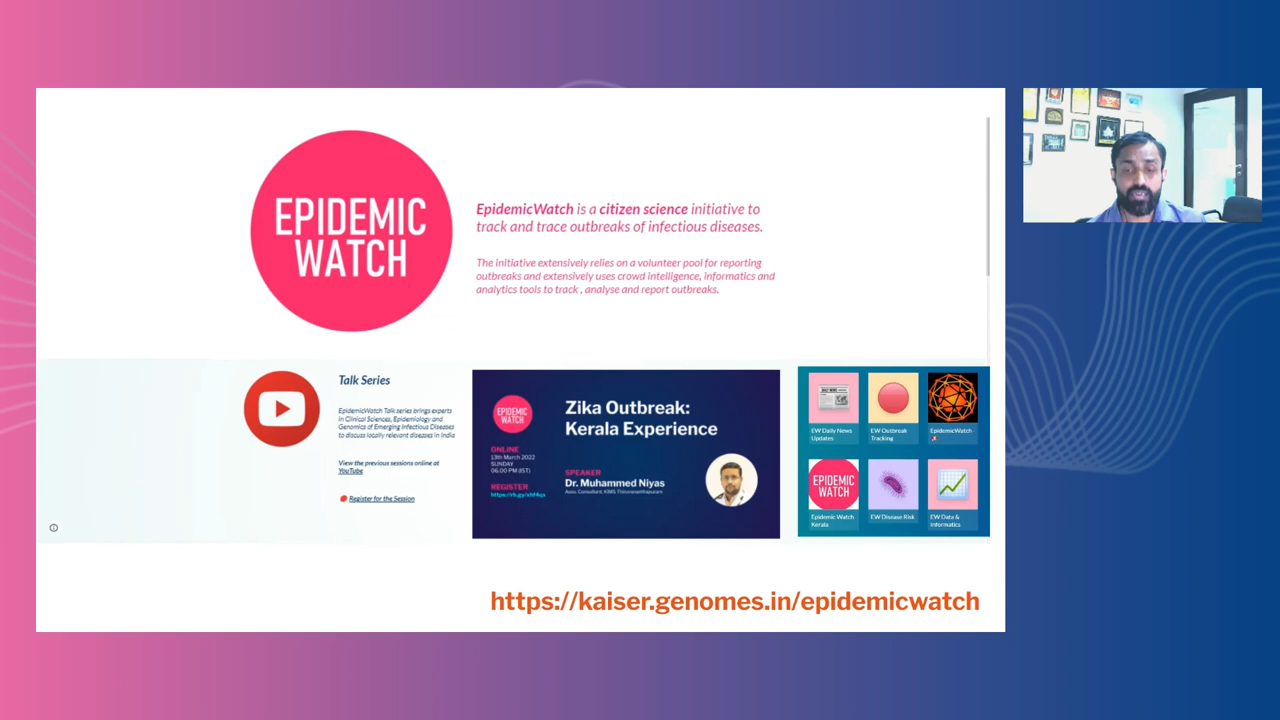 EPIDEMIC
WATCH
EpidemicWatch is a citizen science initiative to
track and trace outbreaks of infectious diseases.
The initiative extensively relies on a volunteer pool for reporting
outbreaks and extensively uses crowd intelligence, informatics and
analytics tools to track , analyse and report outbreaks.
Talk Series
EpidemicWatch Talk series brings experts
in Clinical Sciences, Epidemiology and
Genomics of Emerging Infectious Diseases
to discuss locally relevant diseases in India
View the previous sessions online at
YouTube
Register for the Session
EPIDEMIC
WATCH
Zika Outbreak:
Kerala Experience
ONLINE
13th March 2022
SUNDAY
06.00 PM (IST)
REGISTER
SPEAKER
Dr. Muhammed Niyas
Asso. Consultant, KIMS Thiruvananthapuram
EW Daily News
Updates
EW Outbreak
Tracking
EpidemicWatch
EPIDEMIC
WATCH
Epidemic Watch
Kerala
EW Disease Risk
EW Data &
Informatics
https://kaiser.genomes.in/epidemicwatch